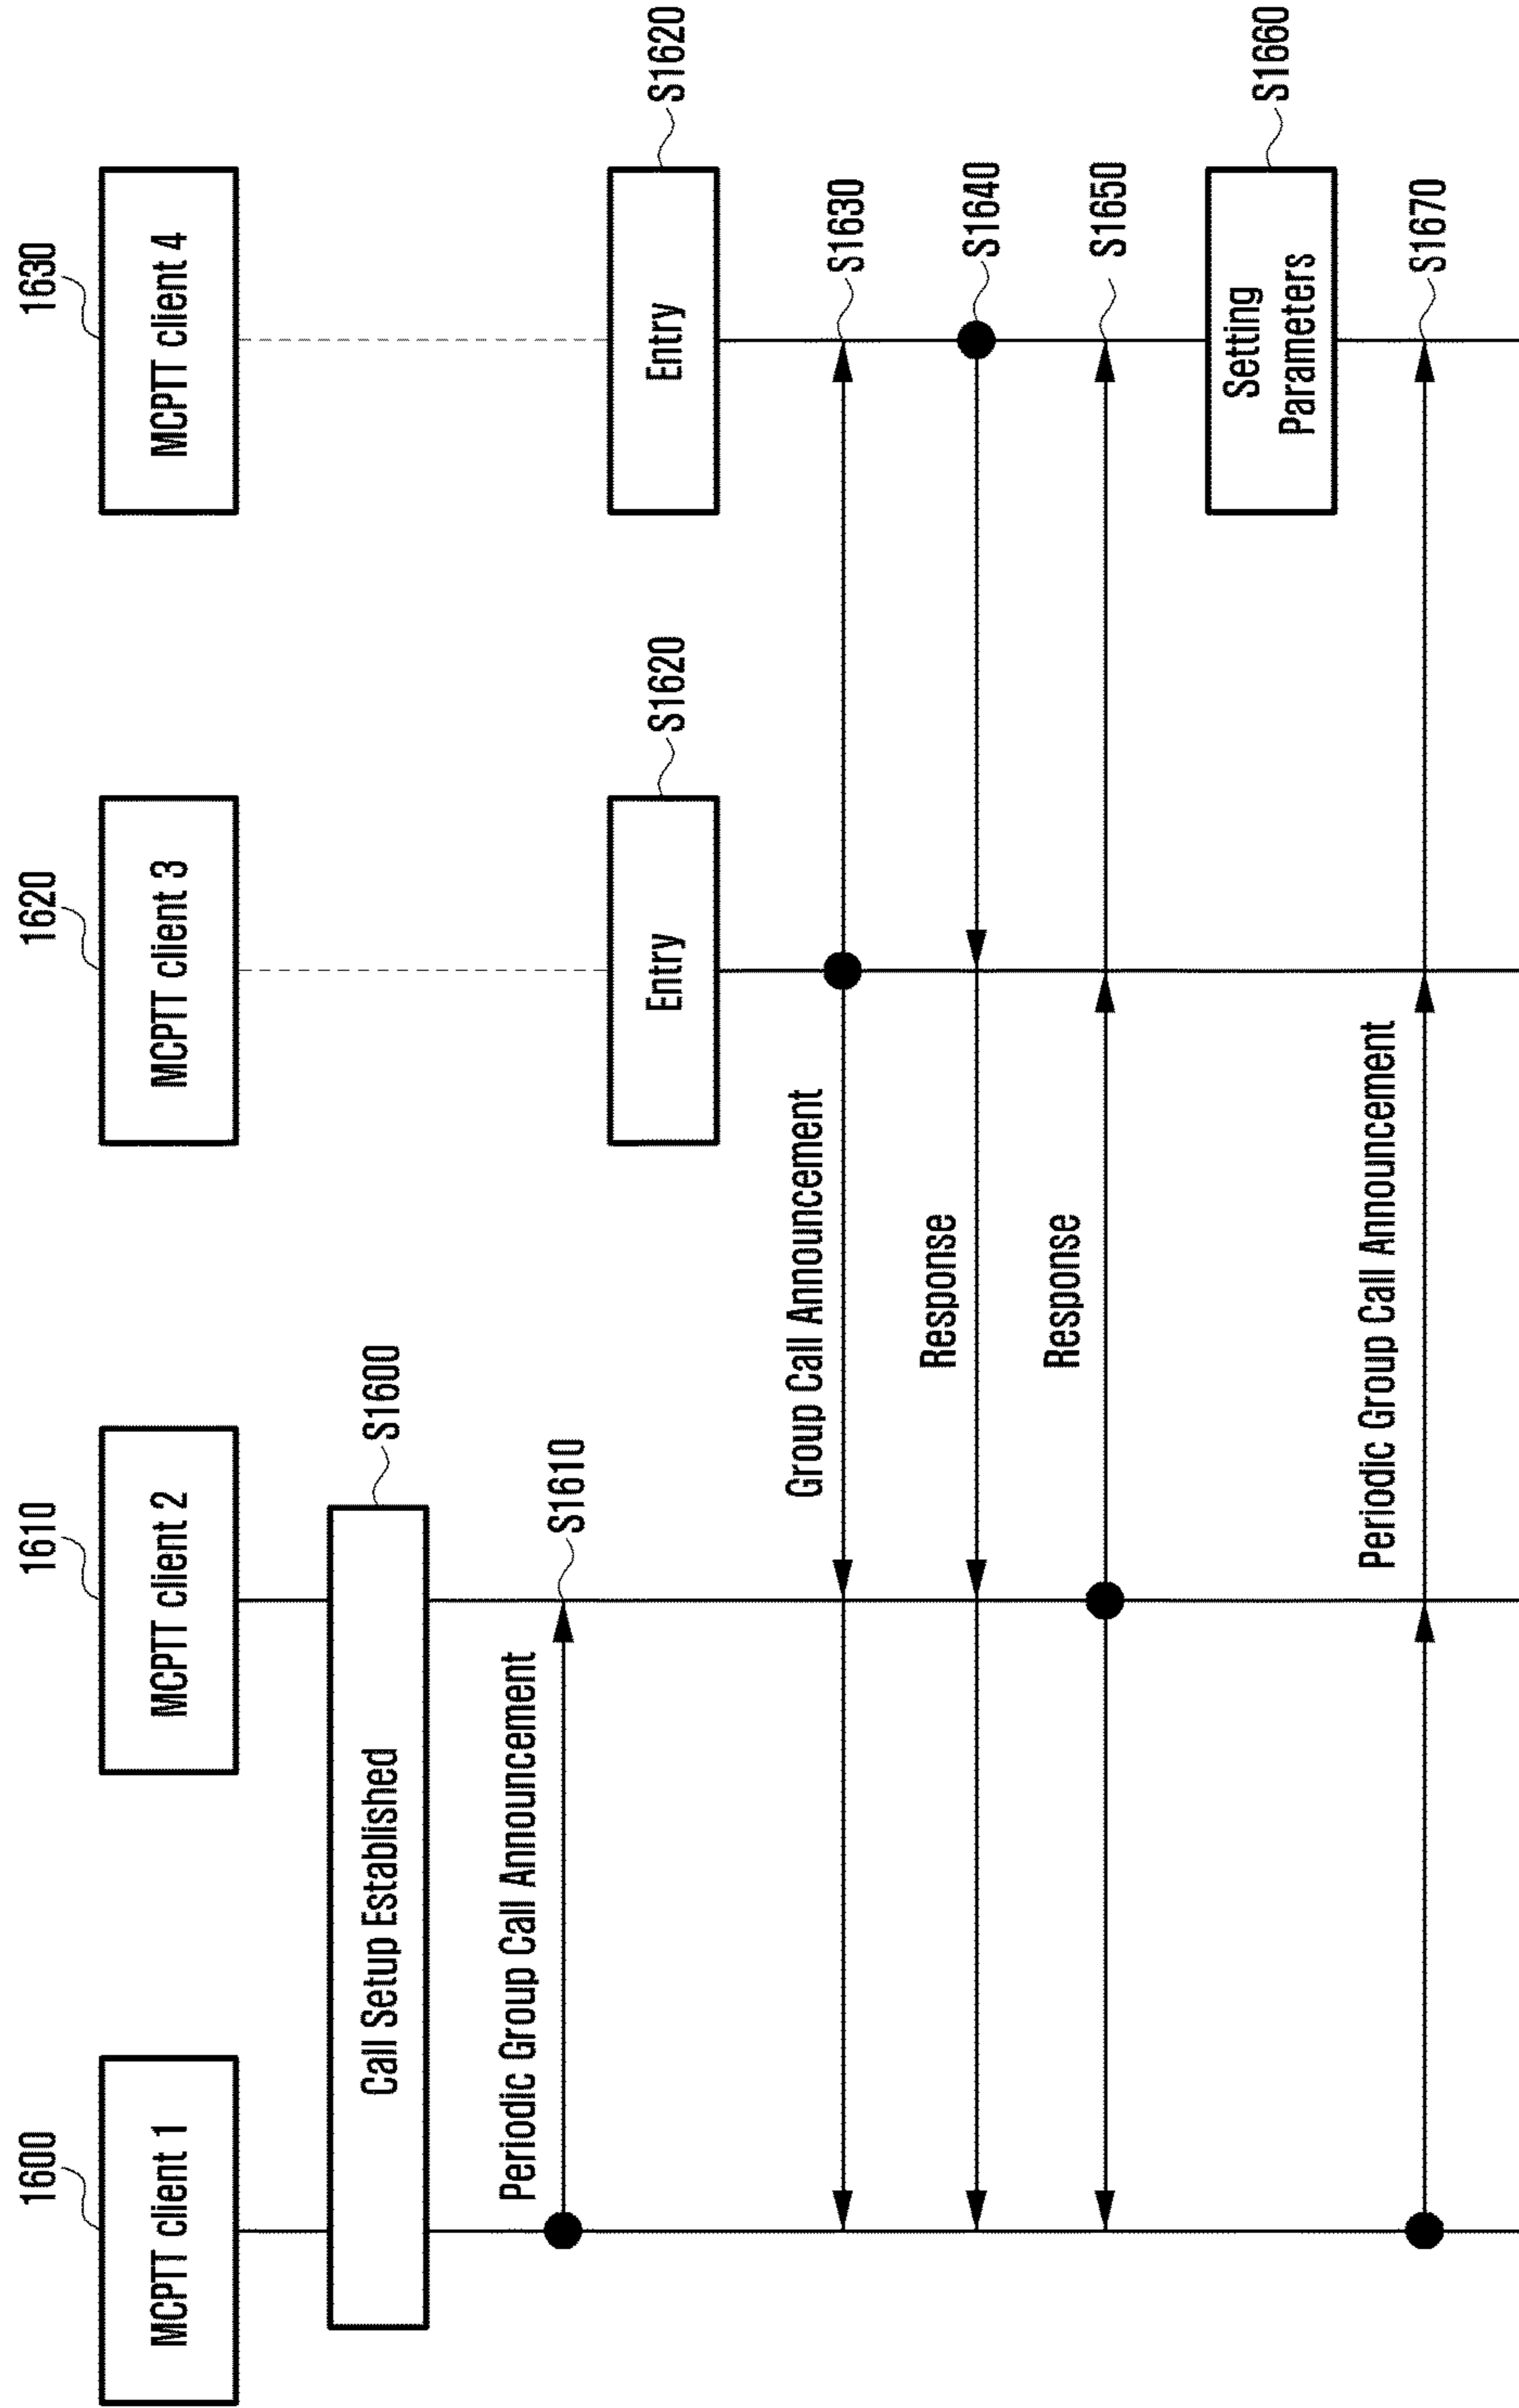 1600
1610
1620
1630
MCPTT client 1
MCPTT client 2
MCPTT client 3
MCPTT client 4
Call Setup Established
S1600
Periodic Group Call Announcement
S1610
Entry
S1620
Entry
S1620
Group Call Announcement
S1630
Response
S1640
Response
S1650
Setting
Parameters
S1660
Periodic Group Call Announcement
S1670